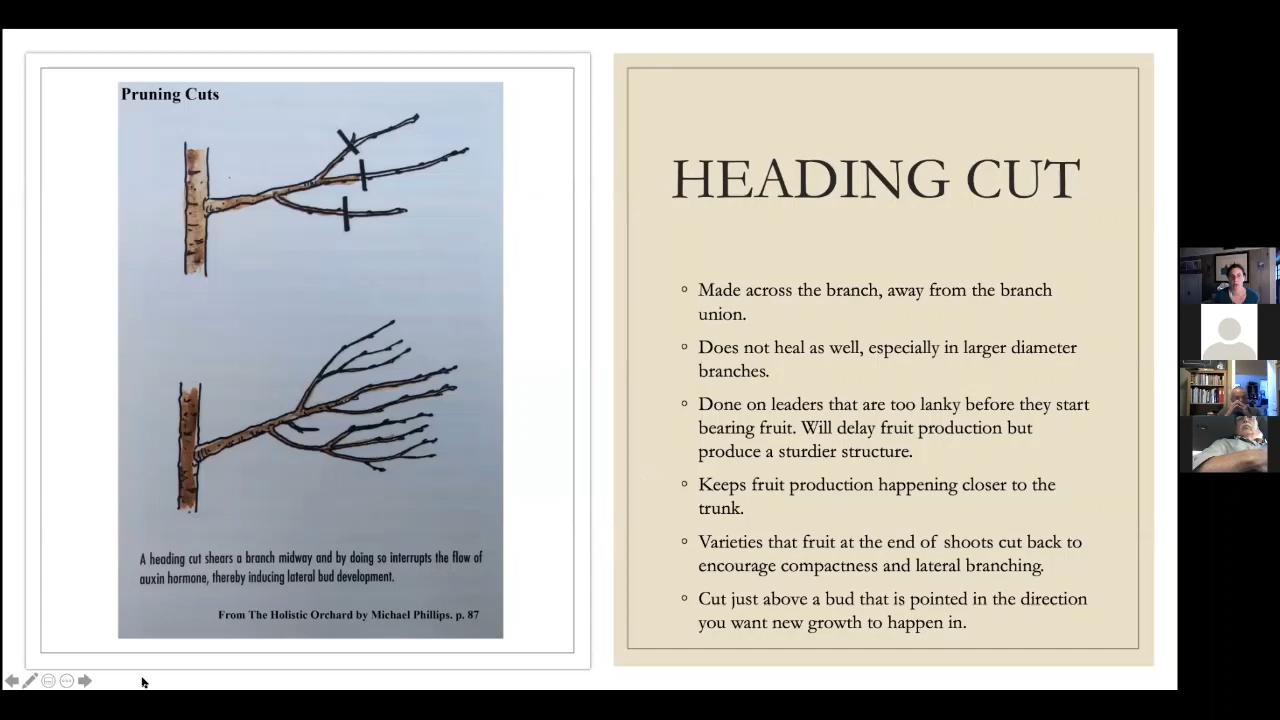 Pruning Cuts
A heading cut shears a branch midway and by doing so interrupts the flow of
auxin hormone, thereby inducing lateral bud development.
From The Holistic Orchard by Michael Phillips. p. 87
HEADING CUT
◦ Made across the branch, away from the branch
union.
◦ Does not heal as well, especially in larger diameter
branches.
◦ Done on leaders that are too lanky before they start
bearing fruit. Will delay fruit production but
produce a sturdier structure.
◦ Keeps fruit production happening closer to the
trunk.
◦ Varieties that fruit at the end of shoots cut back to
encourage compactness and lateral branching.
◦ Cut just above a bud that is pointed in the direction
you want new growth to happen in.